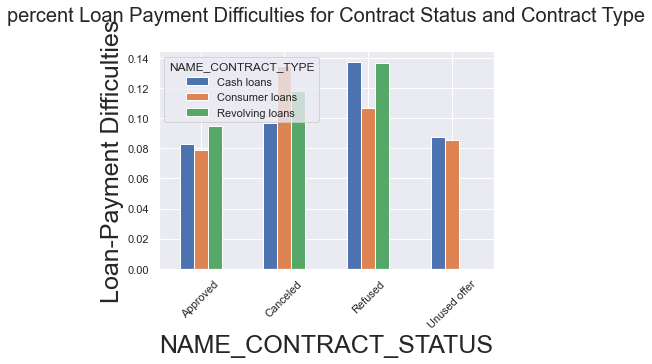 percent Loan Payment Difficulties for Contract Status and Contract Type
Loan-Payment Difficulties
0.14
0.12
0.10
0.08
0.06
0.04
0.02
0.00
NAME_CONTRACT_TYPE
Cash loans
Consumer loans
Revolving loans
Approved
Canceled
Refused
Unused offer
NAME_CONTRACT_STATUS